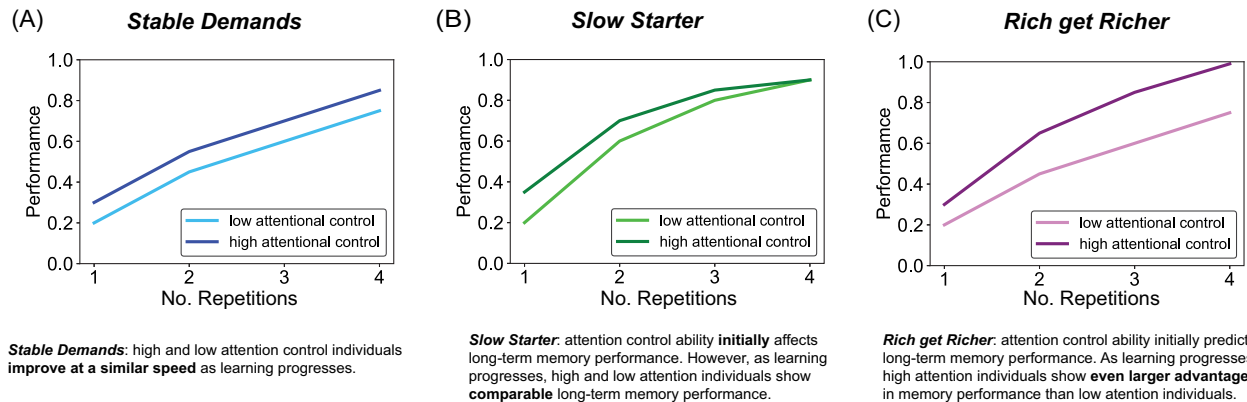 (A) Stable Demands
Performance
1.0
0.8
0.6
0.4
0.2
0.0
low attentional control
high attentional control
1 2 3 4
No. Repetitions
Stable Demands: high and low attention control individuals
improve at a similar speed as learning progresses.
(B) Slow Starter
Performamce
1.0
0.8
0.6
0.4
0.2
0.0
low attentional control
high attentional control
1 2 3 4
No. Repetitions
Slow Starter: attention control ability initially affects
long-term memory performance. However, as learning
progresses, high and low attention individuals show
comparable long-term memory performance.
(C) Rich get Richer
Performance
1.0
0.8
0.6
0.4
0.2
0.0
low attentional control
high attentional control
1 2 3 4
No. Repetitions
Rich get Richer: attention control ability initially predict
long-term memory performance. As learning progresses
high attention individuals show even larger advantage
in memory performance than low atention individuals.